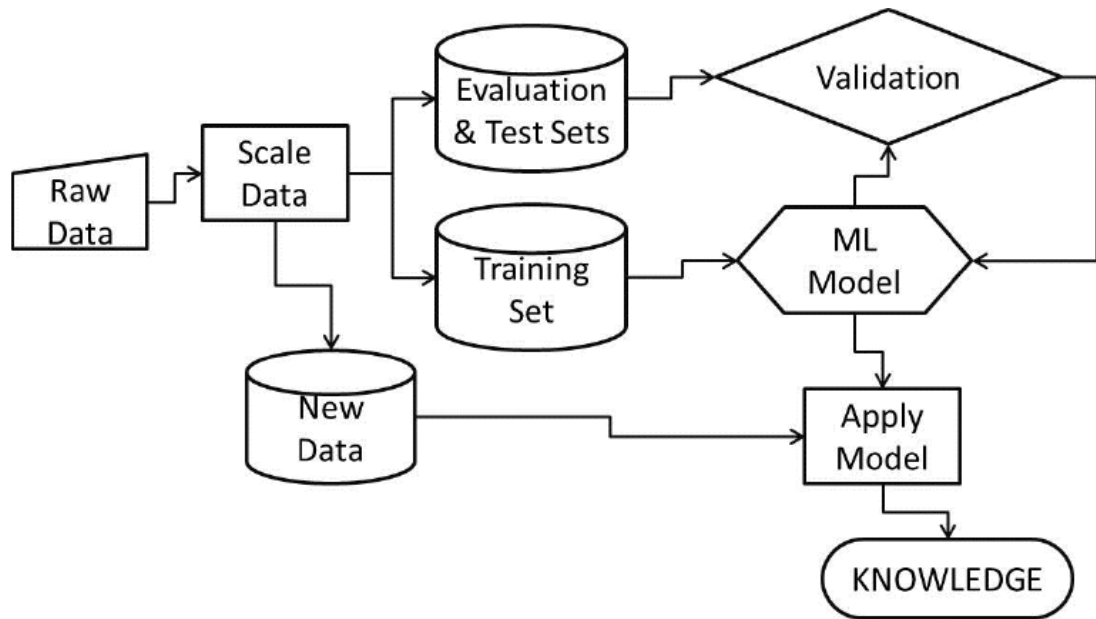 Raw
Data
Scale
Data
Evaluation
& Test Sets
Validation
Training
Set
ML
Model
New
Data
Apply
Model
KNOWLEDGE